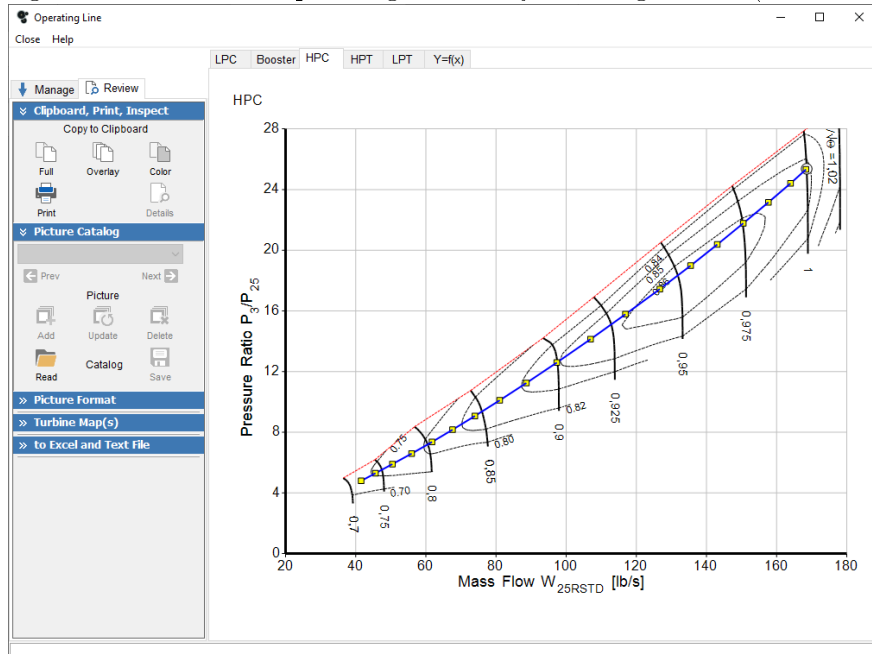 Operating Line
Close Help
LPC Booster HPC HPT LPT Y=f(x)
Manage Review
Clipboard, Print, Inspect
Copy to Clipboard
Full Overlay Color
Print Details
Picture Catalog
Prev Next
Picture
Add Update Delete
Read Catalog Save
Picture Format
Turbine Map(s)
to Excel and Text File
HPC
28
24
20
16
12
8
4
0
Pressure Ratio P3/P25
20 40 60 80 100 120 140 160 180
Mass Flow W25RSTD [lb/s]
0,7
0,75
0,8
0,85
0,9
0,925
0,95
0,975
1
/√Θ =1,02
0.70
0.75
0.80
0.82
0.84
0.85